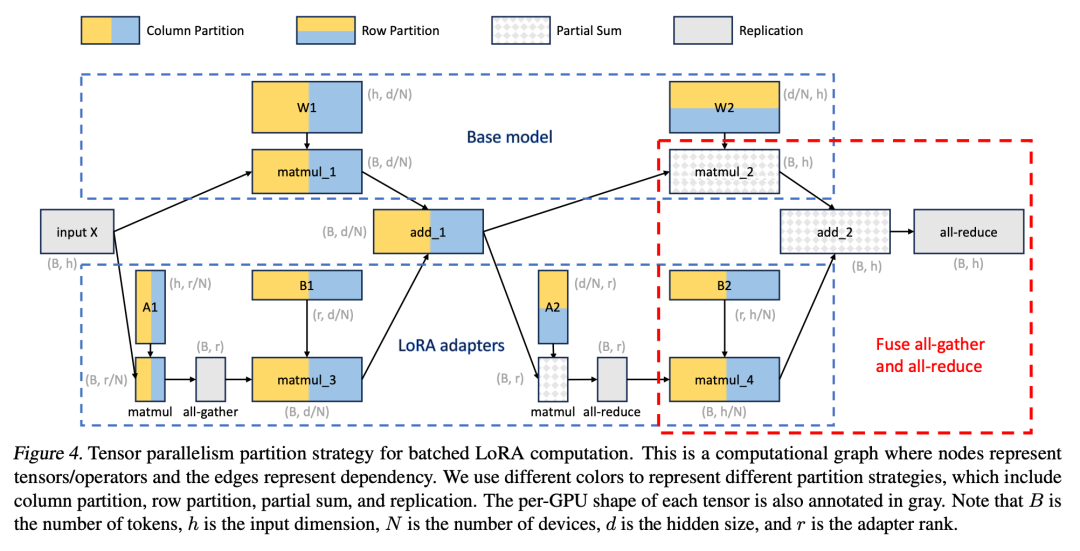 Column Partition
Row Partition
Partial Sum
Replication
W1
(h, d/N)
W2
(d/N, h)
Base model
matmul_1
(B, d/N)
matmul_2
(B, h)
input X
(B, h)
(B, d/N)
add_1
add_2
(B, h)
all-reduce
(B, h)
A1
(h, r/N)
B1
(r, d/N)
A2
(d/N, r)
B2
(r, h/N)
LoRA adapters
Fuse all-gather
and all-reduce
(B, r/N)
matmul
(B, r)
all-gather
matmul_3
(B, d/N)
(B, r)
matmul
(B, r)
all-reduce
matmul_4
(B, h/N)
Figure 4. Tensor parallelism partition strategy for batched LoRA computation. This is a computational graph where nodes represent
tensors/operators and the edges represent dependency. We use different colors to represent different partition strategies, which include
column partition, row partition, partial sum, and replication. The per-GPU shape of each tensor is also annotated in gray. Note that B is
the number of tokens, h is the input dimension, N is the number of devices, d is the hidden size, and r is the adapter rank.